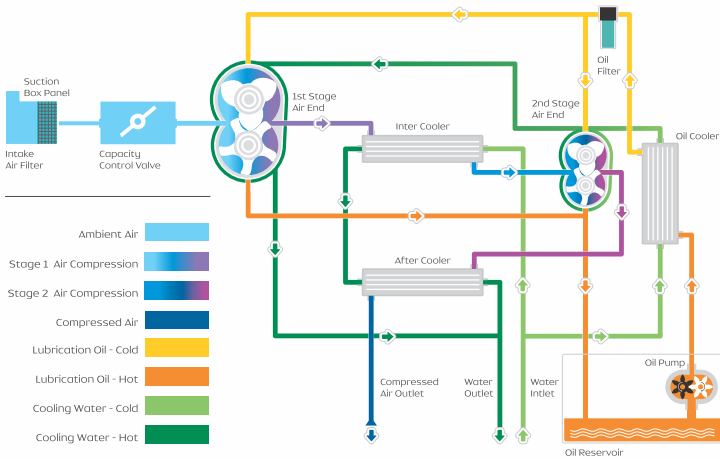 Suction
Box Panel
Intake
Air Filter
Capacity
Control Valve
1st Stage
Air End
Inter Cooler
Oil
Filter
2nd Stage
Air End
Oil Cooler
After Cooler
Compressed
Air Outlet
Water
Outlet
Water
Intlet
Oil Pump
Oil Reservoir
Ambient Air
Stage 1 Air Compression
Stage 2 Air Compression
Compressed Air
Lubrication Oil - Cold
Lubrication Oil - Hot
Cooling Water - Cold
Cooling Water - Hot